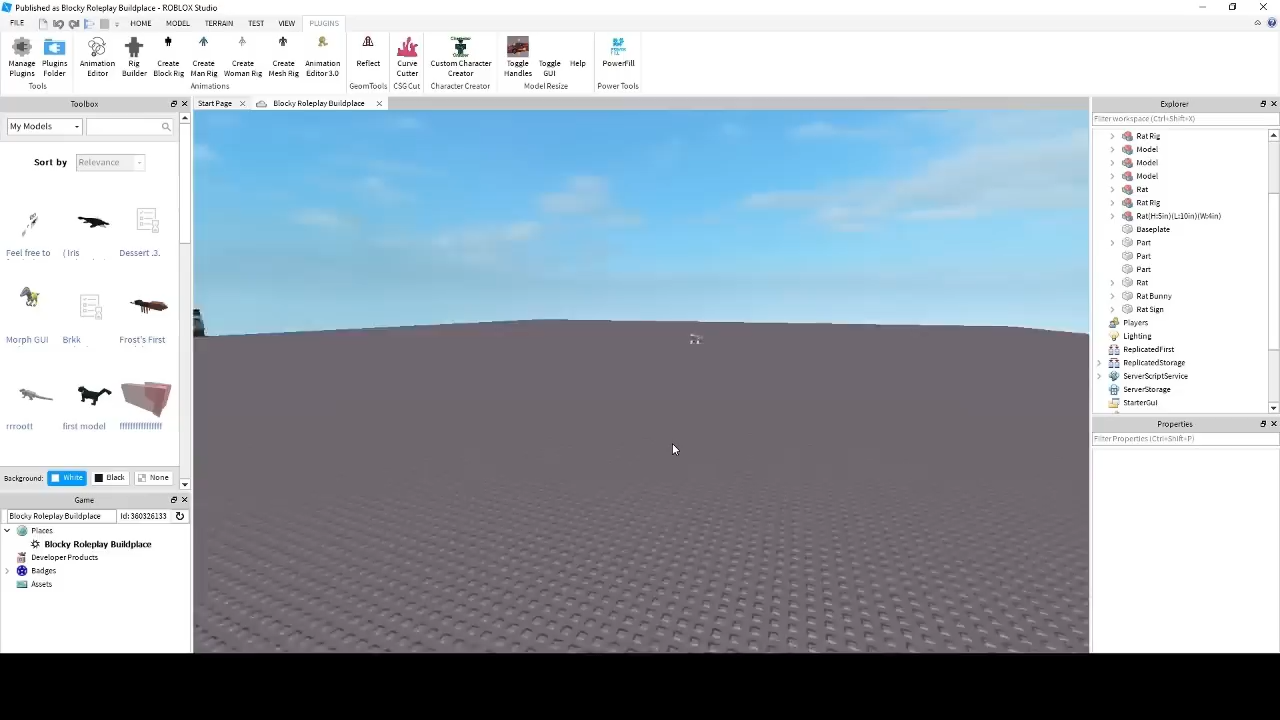 Published as Blocky Roleplay Buildplace - ROBLOX Studio
FILE HOME MODEL TERRAIN TEST VIEW PLUGINS
Manage Plugins
Plugins Folder
Tools
Animation Editor
Rig Builder
Create Block Rig
Create Man Rig
Create Woman Rig
Create Mesh Rig
Animation Editor 3.0
Animations
Reflect
GeomTools
Curve Cutter
CSG Cut
Custom Character Creator
Character Creator
Toggle Handles
Toggle GUI
Help
Model Resize
PowerFill
Power Tools
Toolbox
My Models
Sort by Relevance
Feel free to
( Iris
Dessert .3.
Morph GUI
Brkk
Frost's First
rrroott
first model
fffffffffffffffff
Background: White Black None
Game
Blocky Roleplay Buildplace Id: 360326133
Places
Blocky Roleplay Buildplace
Developer Products
Badges
Assets
Start Page
Blocky Roleplay Buildplace
Explorer
Filter workspace (Ctrl+Shift+X)
Rat Rig
Model
Model
Model
Rat
Rat Rig
Rat(H:5in)(L:10in)(W:4in)
Baseplate
Part
Part
Part
Rat
Rat Bunny
Rat Sign
Players
Lighting
ReplicatedFirst
ReplicatedStorage
ServerScriptService
ServerStorage
StarterGui
Properties
Filter Properties (Ctrl+Shift+P)